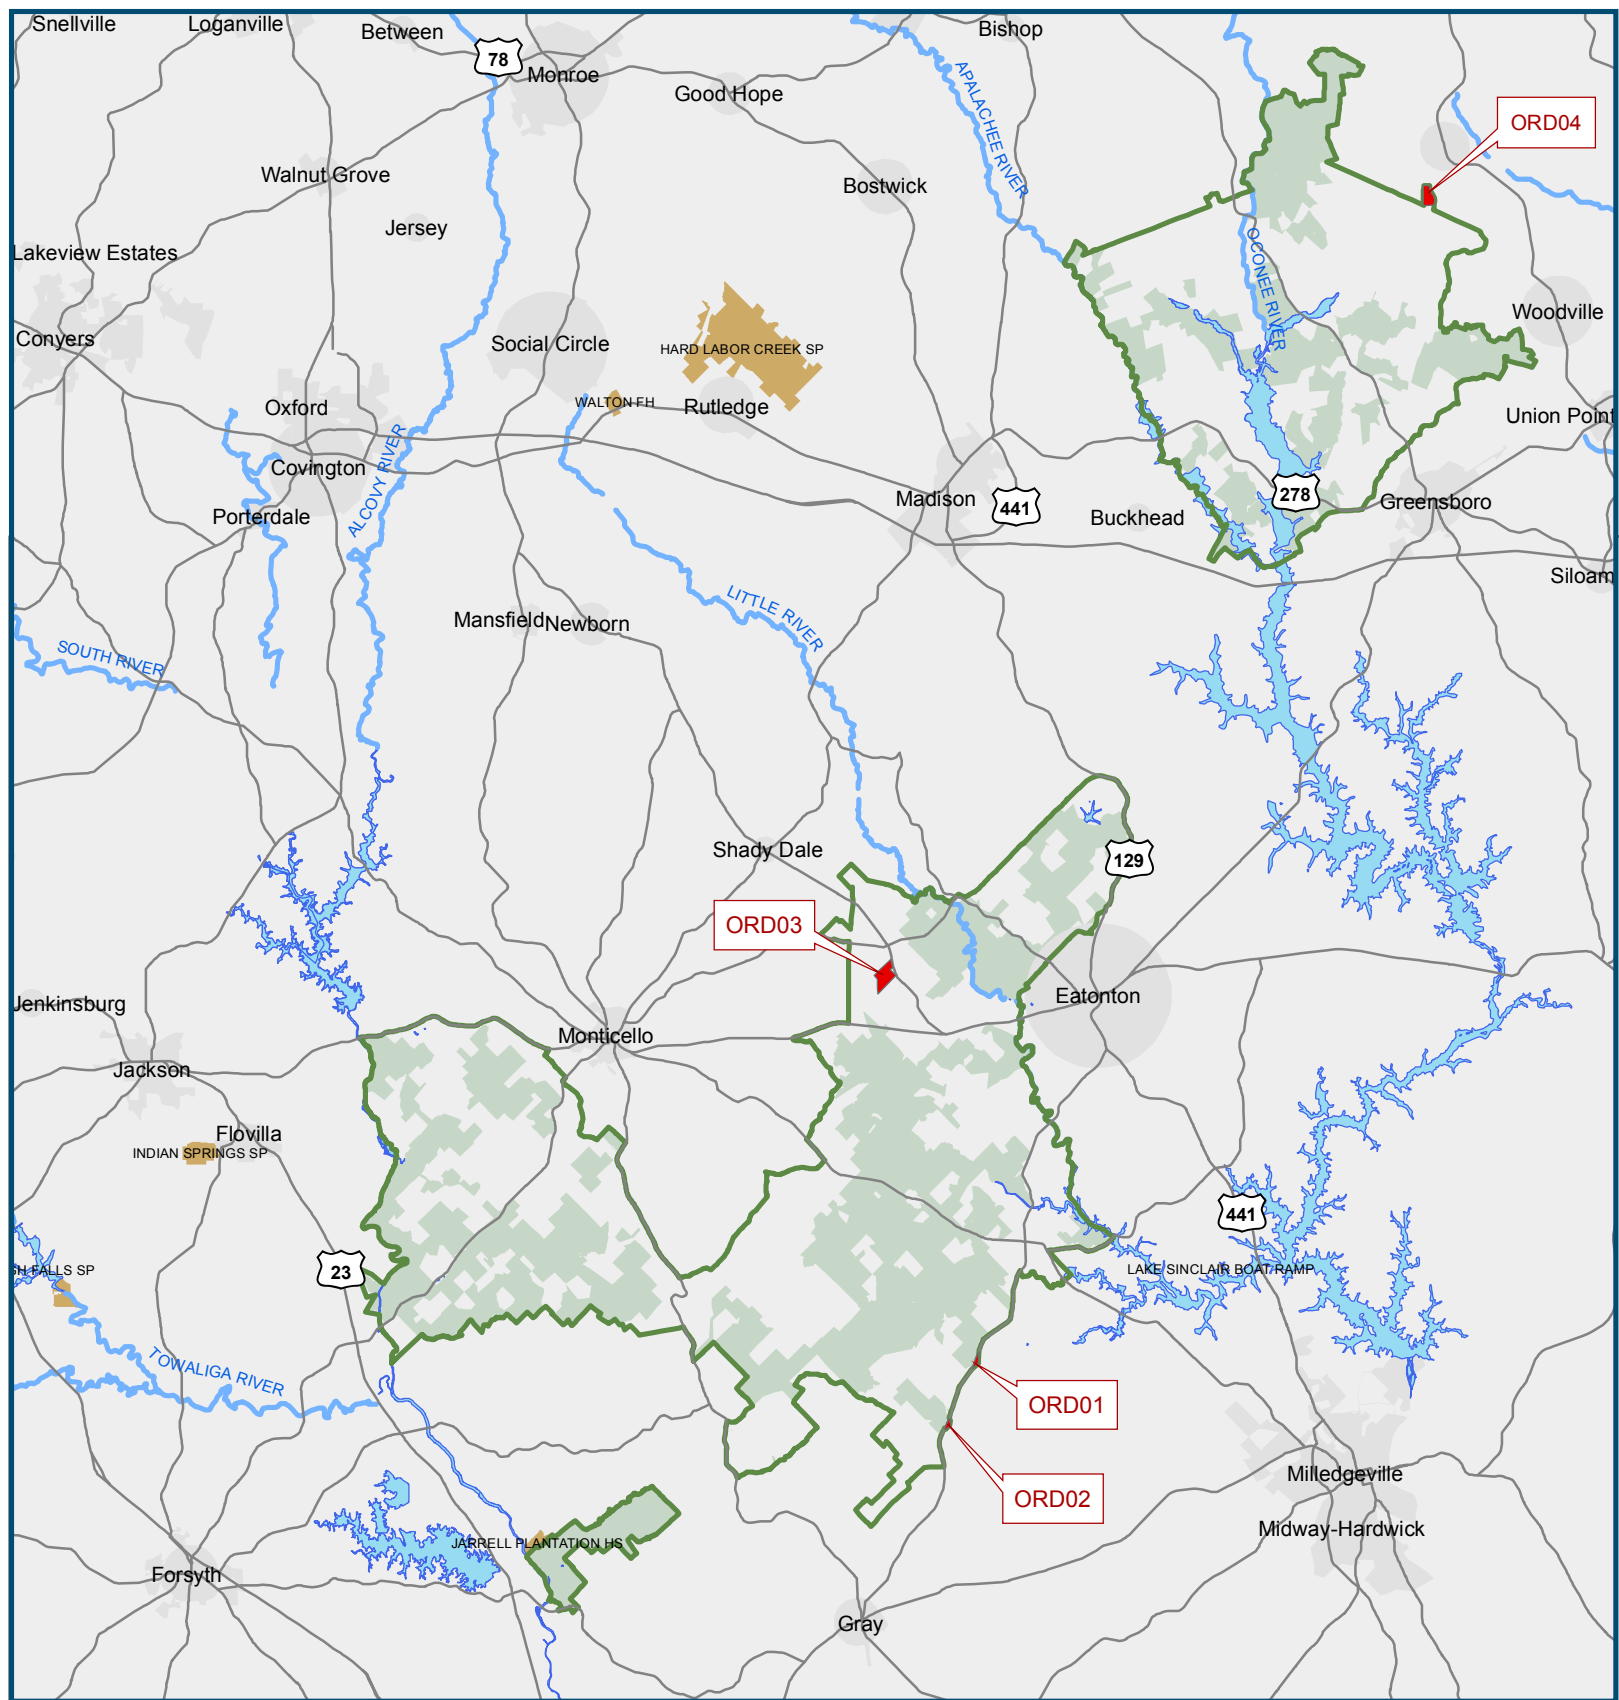 Snellville
Loganville
Between
Bishop
78
Monroe
Good Hope
APALACHEE RIVER
ORD04
Walnut Grove
Bostwick
Jersey
OCONEE RIVER
Lakeview Estates
Woodville
Conyers
Social Circle
HARD LABOR CREEK SP
WALTON FH
Rutledge
Oxford
Union Point
Covington
ALCOVY RIVER
Madison
441
278
Greensboro
Porterdale
Buckhead
Siloam
Mansfield
Newborn
LITTLE RIVER
SOUTH RIVER
Shady Dale
129
ORD03
Eatonton
Jenkinsburg
Monticello
Jackson
Flovilla
INDIAN SPRINGS SP
441
23
GH FALLS SP
LAKE SINCLAIR BOAT RAMP
TOWALIGA RIVER
ORD01
Milledgeville
ORD02
Midway-Hardwick
JARRELL PLANTATION HS
Forsyth
Gray